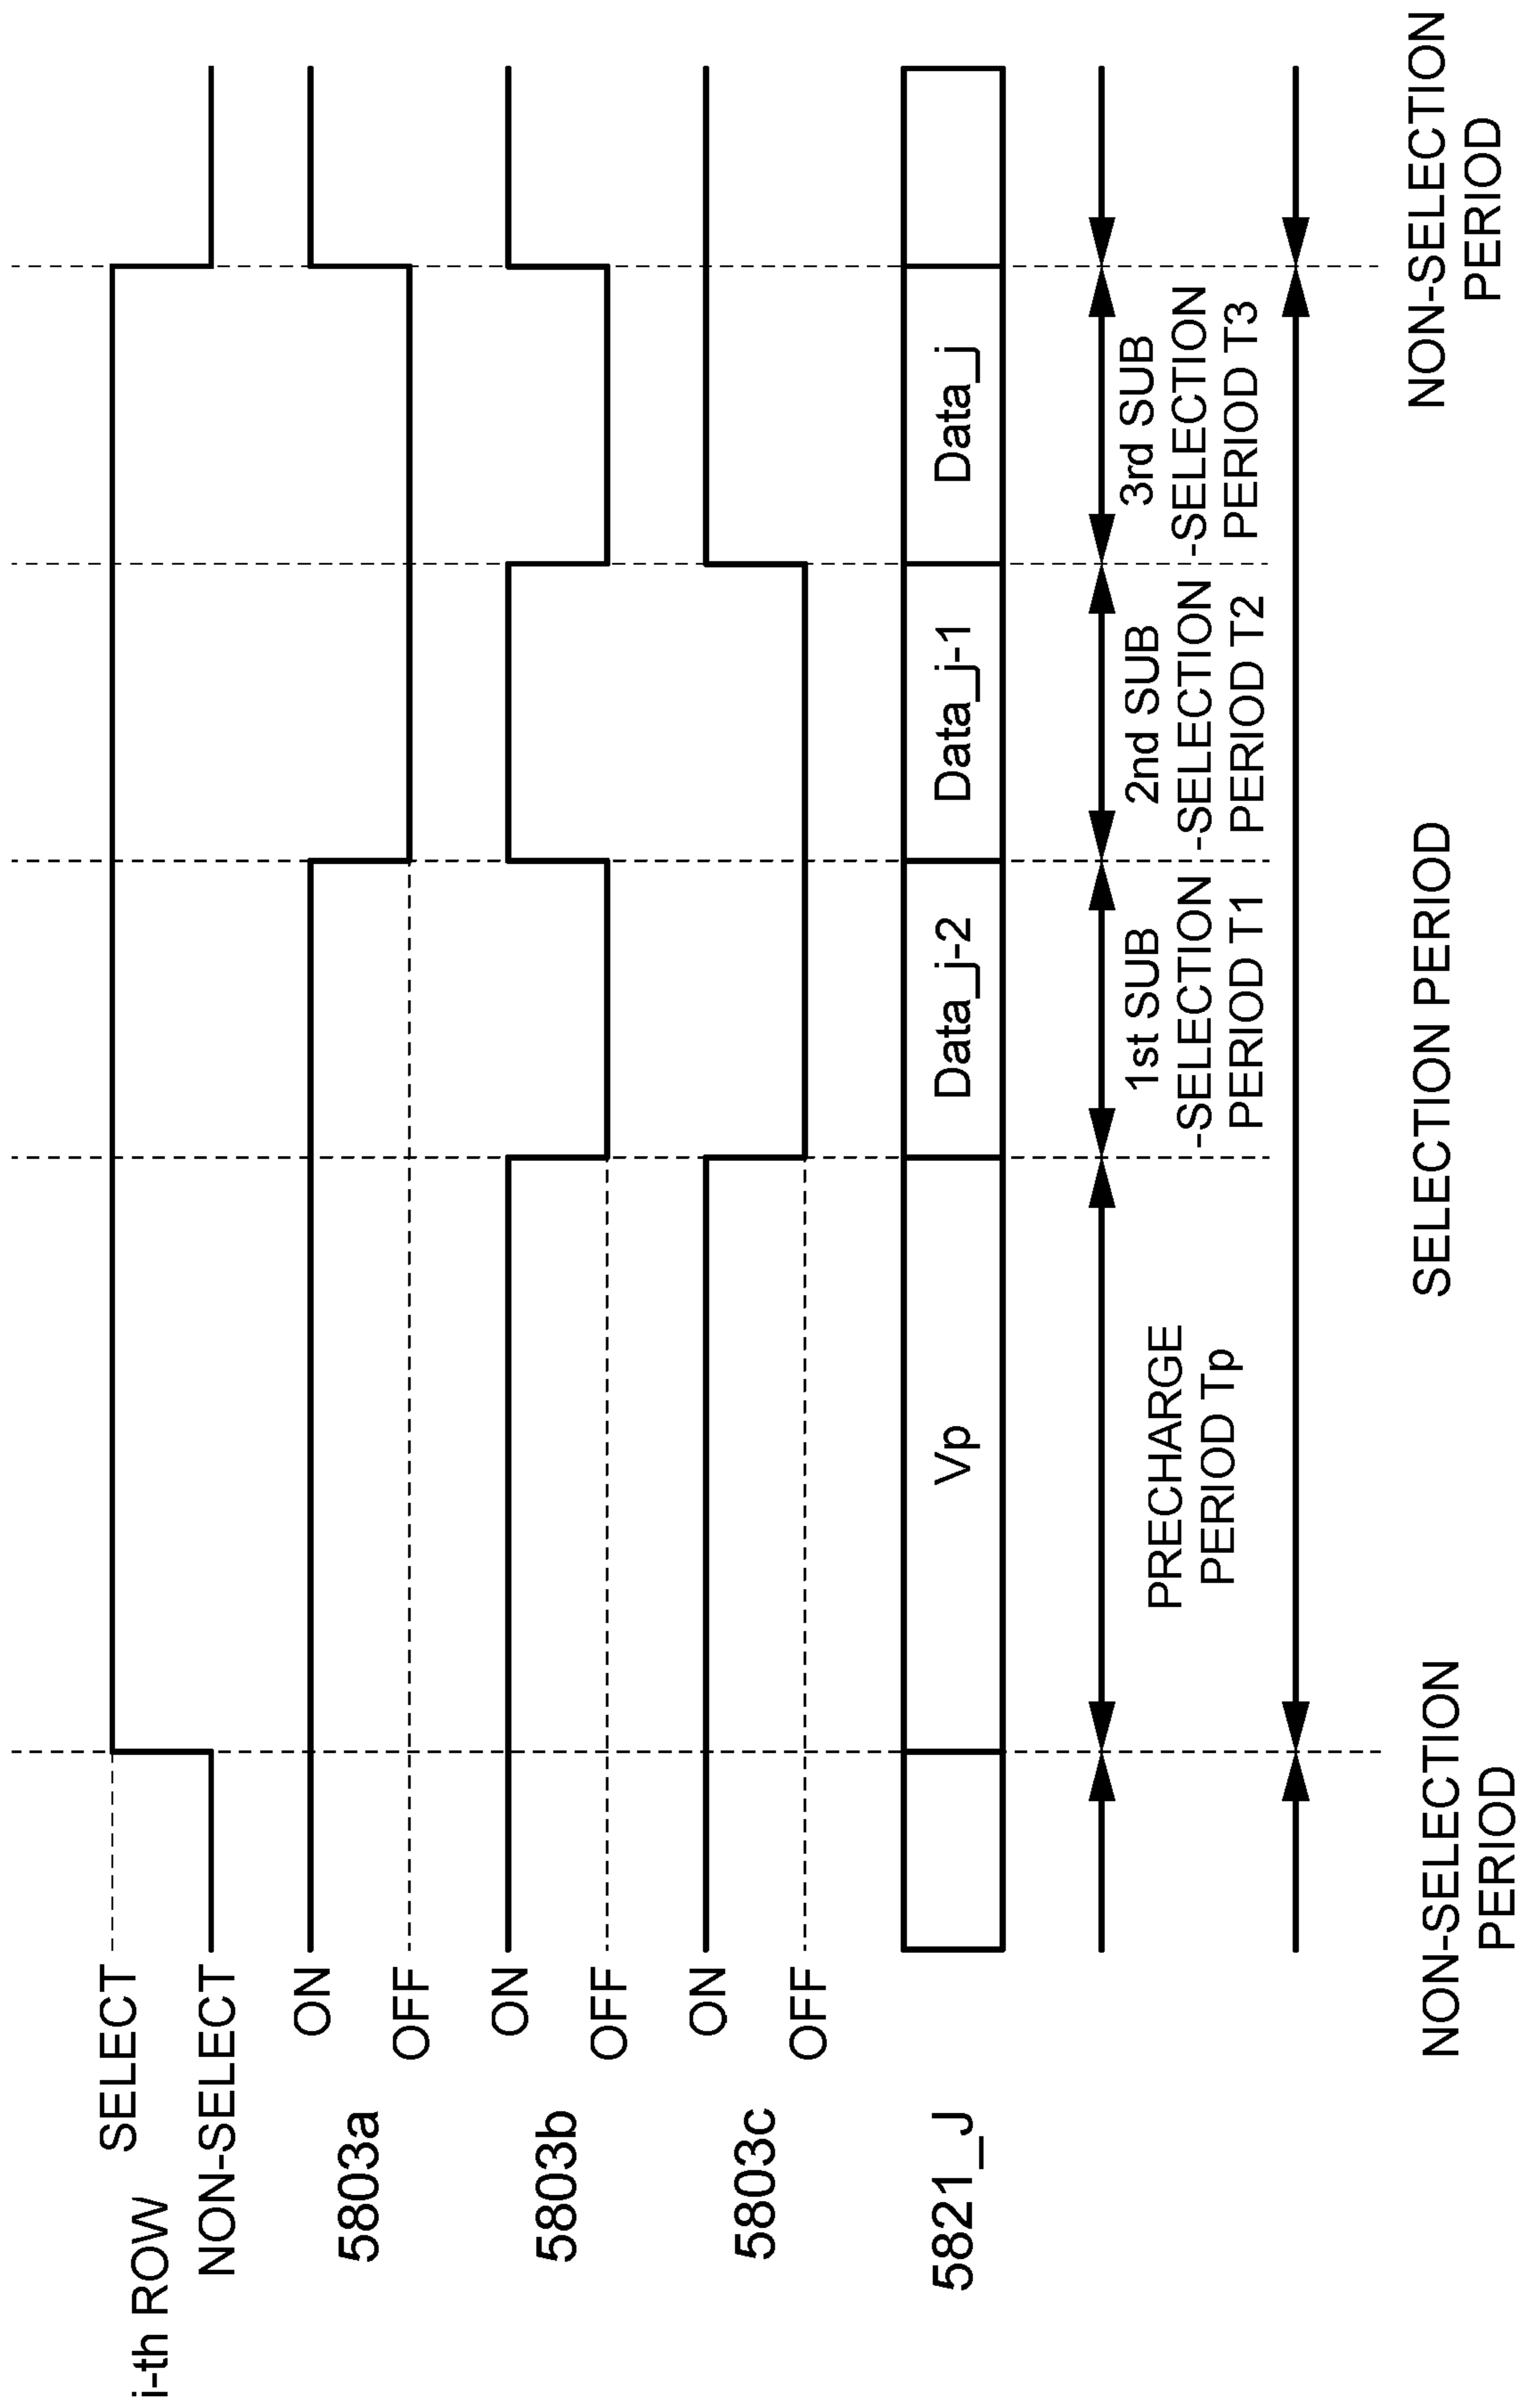 i-th ROW
SELECT
NON-SELECT
5803a
ON
OFF
5803b
ON
OFF
5803c
ON
OFF
5821_J
Vp
Data_j-2
Data_j-1
Data_j
PRECHARGE
PERIOD Tp
1st SUB
-SELECTION
PERIOD T1
2nd SUB
-SELECTION
PERIOD T2
3rd SUB
-SELECTION
PERIOD T3
NON-SELECTION
PERIOD
SELECTION PERIOD
NON-SELECTION
PERIOD